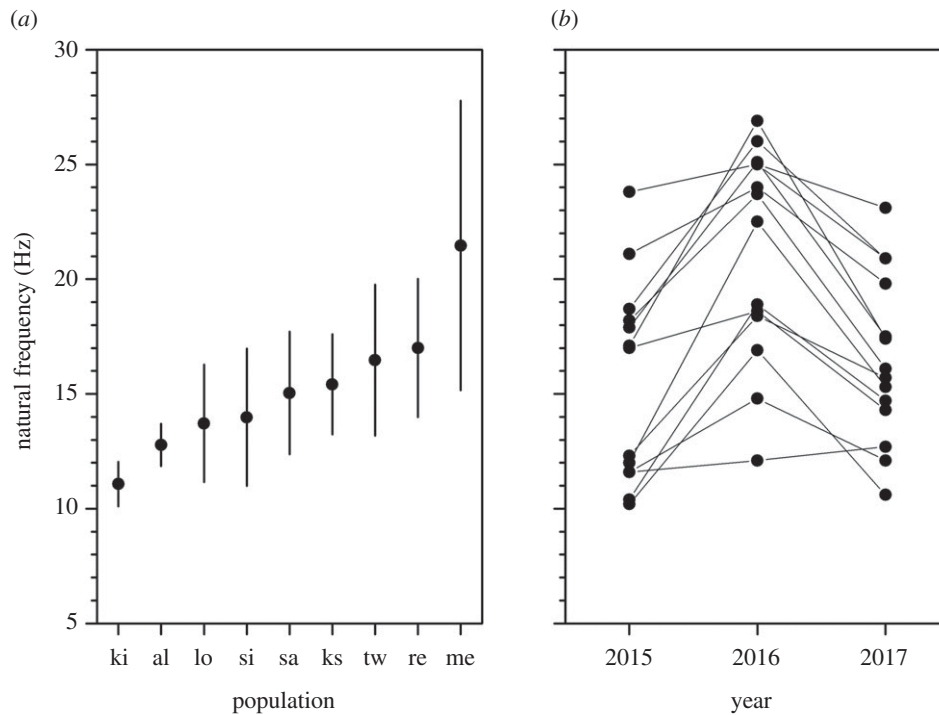 (a)
(b)
natural frequency (Hz)
30
25
20
15
10
5
ki al lo si sa ks tw re me
population
2015 2016 2017
year